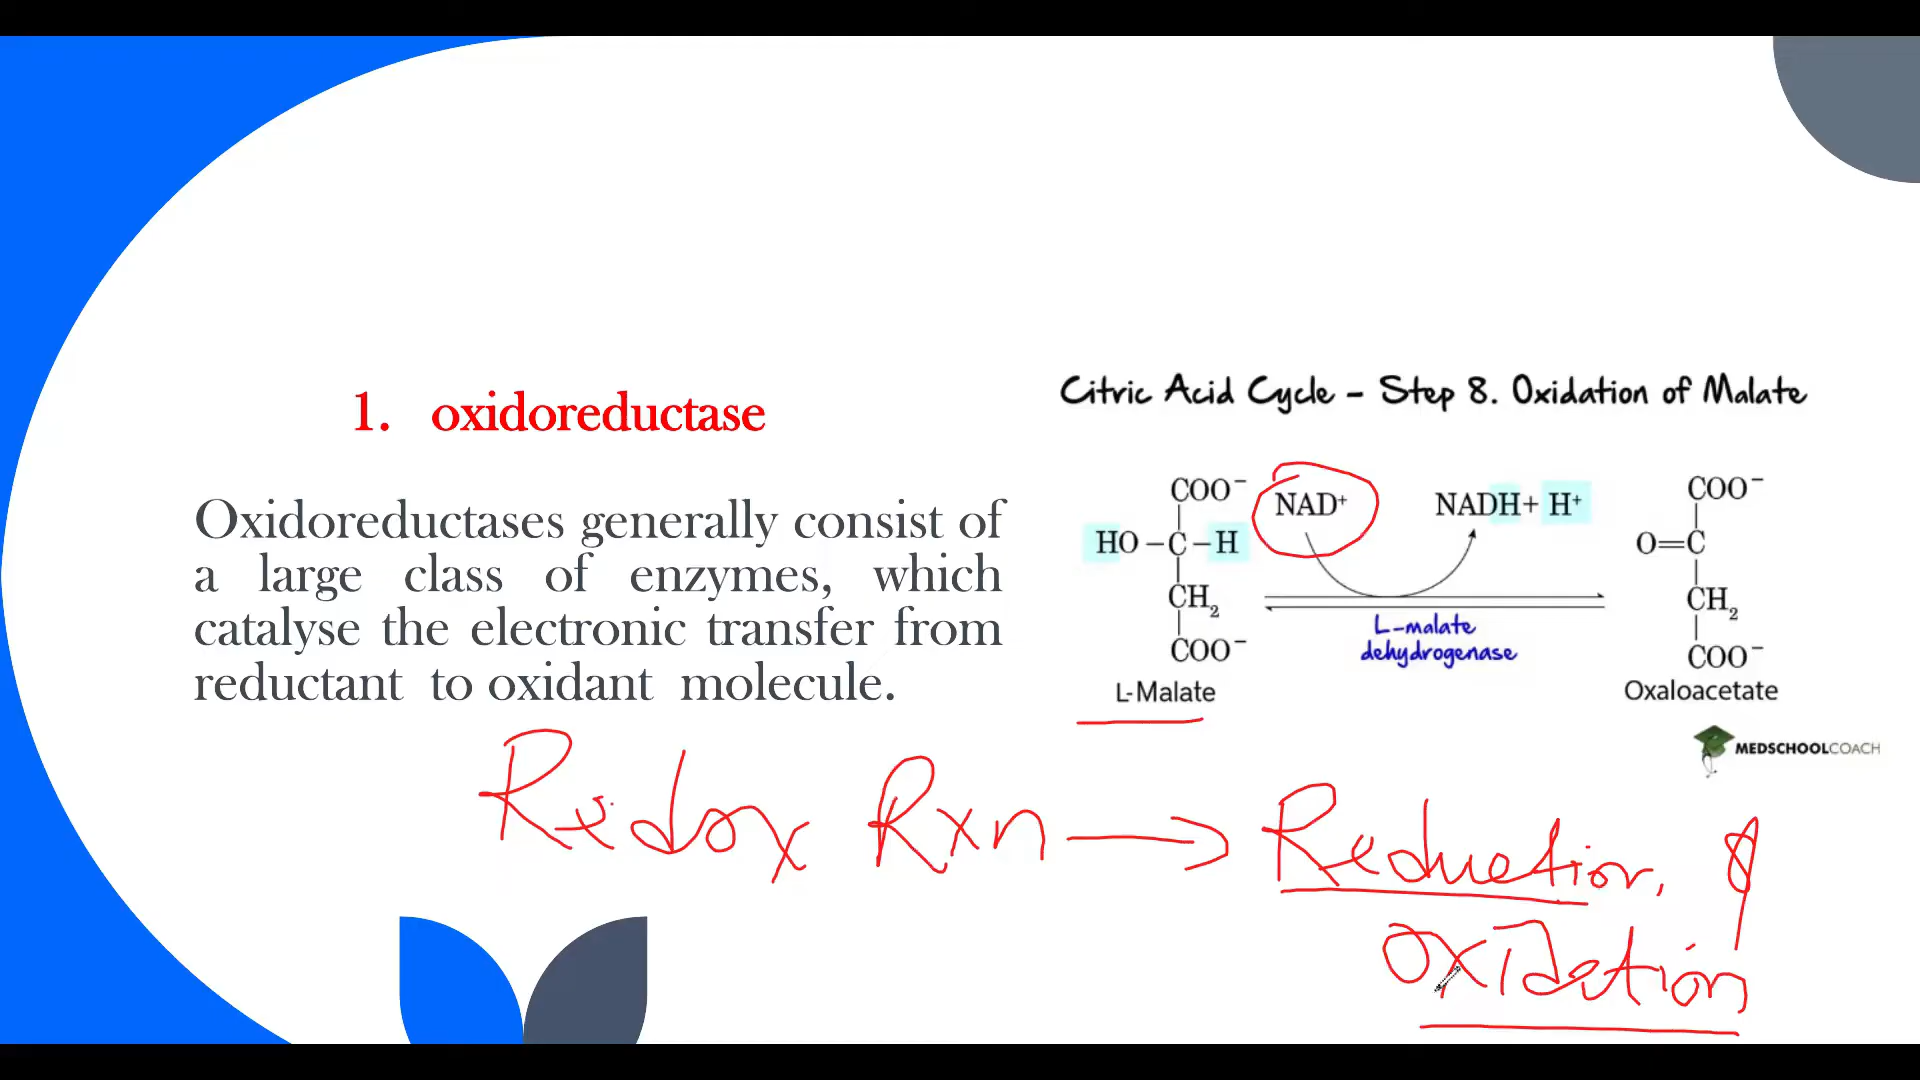 1. oxidoreductase
Oxidoreductases generally consist of
a large class of enzymes, which
catalyse the electronic transfer from
reductant to oxidant molecule.
Citric Acid Cycle - Step 8. Oxidation of Malate
COO⁻
HO-C-H
CH₂
COO⁻
L-Malate
NAD⁺
NADH+ H⁺
L-malate
dehydrogenase
COO⁻
O=C
CH₂
COO⁻
Oxaloacetate
MEDSCHOOLCOACH
Redox Rxn → Reduction &
oxidation